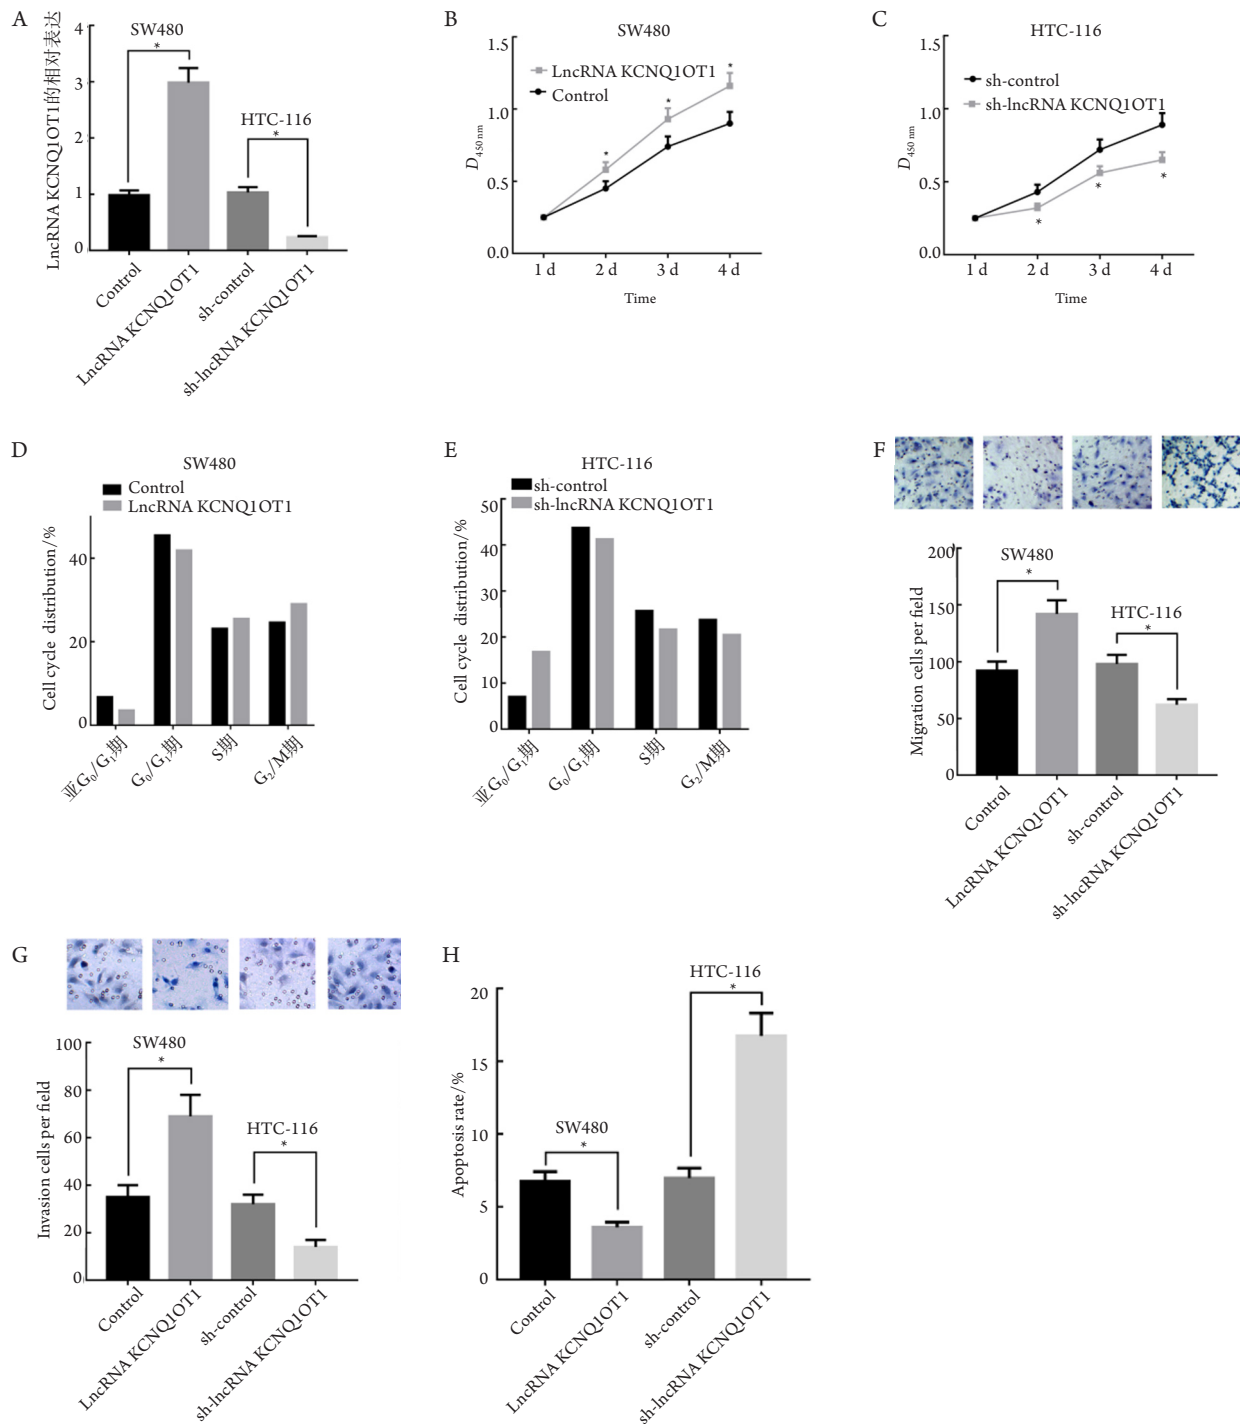 A
LncRNA KCNQ1OT1的相对表达
4
3
2
1
0
SW480
*
HTC-116
*
Control
LncRNA KCNQ1OT1
sh-control
sh-lncRNA KCNQ1OT1
B
SW480
D450 nm
1.5
1.0
0.5
0.0
LncRNA KCNQ1OT1
Control
*
*
*
1 d
2 d
3 d
4 d
Time
C
HTC-116
D450 nm
1.5
1.0
0.5
0.0
sh-control
sh-lncRNA KCNQ1OT1
*
*
*
1 d
2 d
3 d
4 d
Time
D
SW480
Control
LncRNA KCNQ1OT1
Cell cycle distribution/%
40
20
0
亚G0/G1期
G0/G1期
S期
G2/M期
E
HTC-116
sh-control
sh-lncRNA KCNQ1OT1
Cell cycle distribution/%
50
40
30
20
10
0
亚G0/G1期
G0/G1期
S期
G2/M期
F
Migration cells per field
200
150
100
50
0
SW480
*
HTC-116
*
Control
LncRNA KCNQ1OT1
sh-control
sh-lncRNA KCNQ1OT1
G
Invasion cells per field
100
80
60
40
20
0
SW480
*
HTC-116
*
Control
LncRNA KCNQ1OT1
sh-control
sh-lncRNA KCNQ1OT1
H
Apoptosis rate/%
20
15
10
5
0
SW480
*
HTC-116
*
Control
LncRNA KCNQ1OT1
sh-control
sh-lncRNA KCNQ1OT1